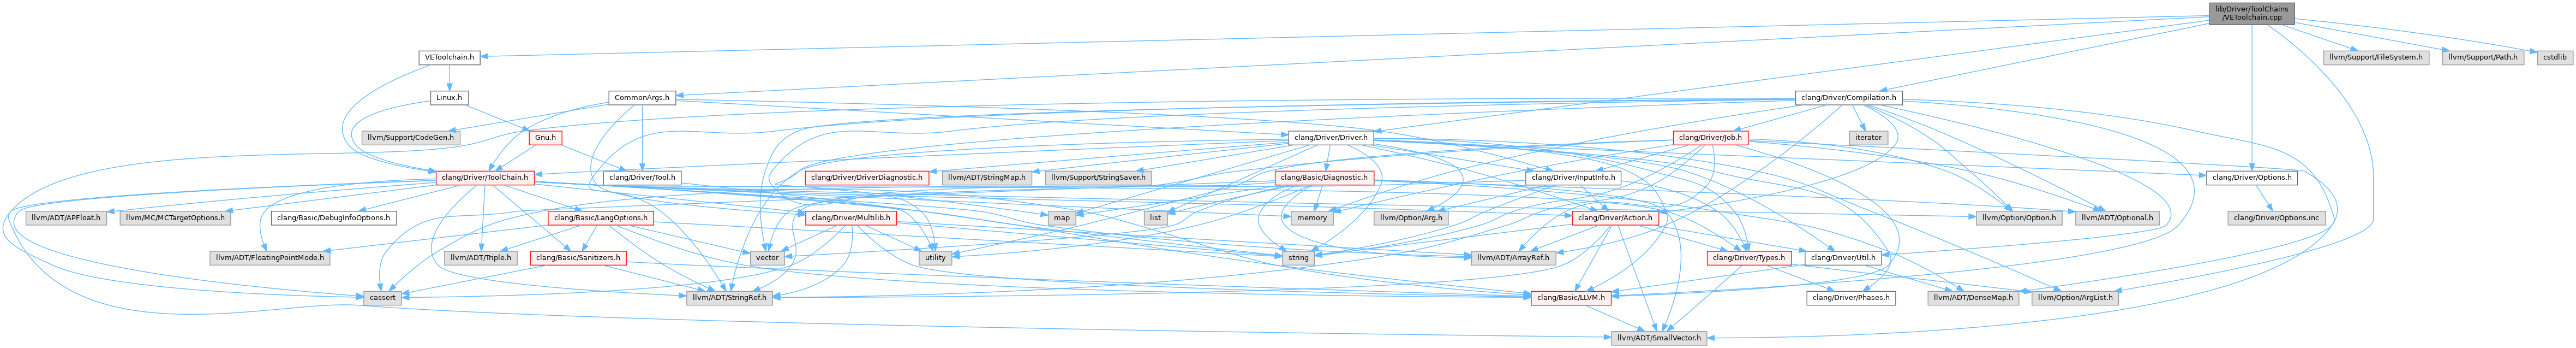 lib/Driver/ToolChains
/VEToolchain.cpp
VEToolchain.h
llvm/Support/FileSystem.h
llvm/Support/Path.h
cstdlib
Linux.h
CommonArgs.h
clang/Driver/Compilation.h
llvm/Support/CodeGen.h
Gnu.h
clang/Driver/Driver.h
clang/Driver/Job.h
iterator
clang/Driver/ToolChain.h
clang/Driver/Tool.h
clang/Driver/DriverDiagnostic.h
llvm/ADT/StringMap.h
llvm/Support/StringSaver.h
clang/Basic/Diagnostic.h
clang/Driver/InputInfo.h
clang/Driver/Options.h
llvm/ADT/APFloat.h
llvm/MC/MCTargetOptions.h
clang/Basic/DebugInfoOptions.h
clang/Basic/LangOptions.h
clang/Driver/Multilib.h
map
list
memory
llvm/Option/Arg.h
clang/Driver/Action.h
llvm/Option/Option.h
llvm/ADT/Optional.h
clang/Driver/Options.inc
llvm/ADT/FloatingPointMode.h
llvm/ADT/Triple.h
clang/Basic/Sanitizers.h
vector
utility
string
llvm/ADT/ArrayRef.h
clang/Driver/Types.h
clang/Driver/Util.h
cassert
llvm/ADT/StringRef.h
clang/Basic/LLVM.h
clang/Driver/Phases.h
llvm/ADT/DenseMap.h
llvm/Option/ArgList.h
llvm/ADT/SmallVector.h